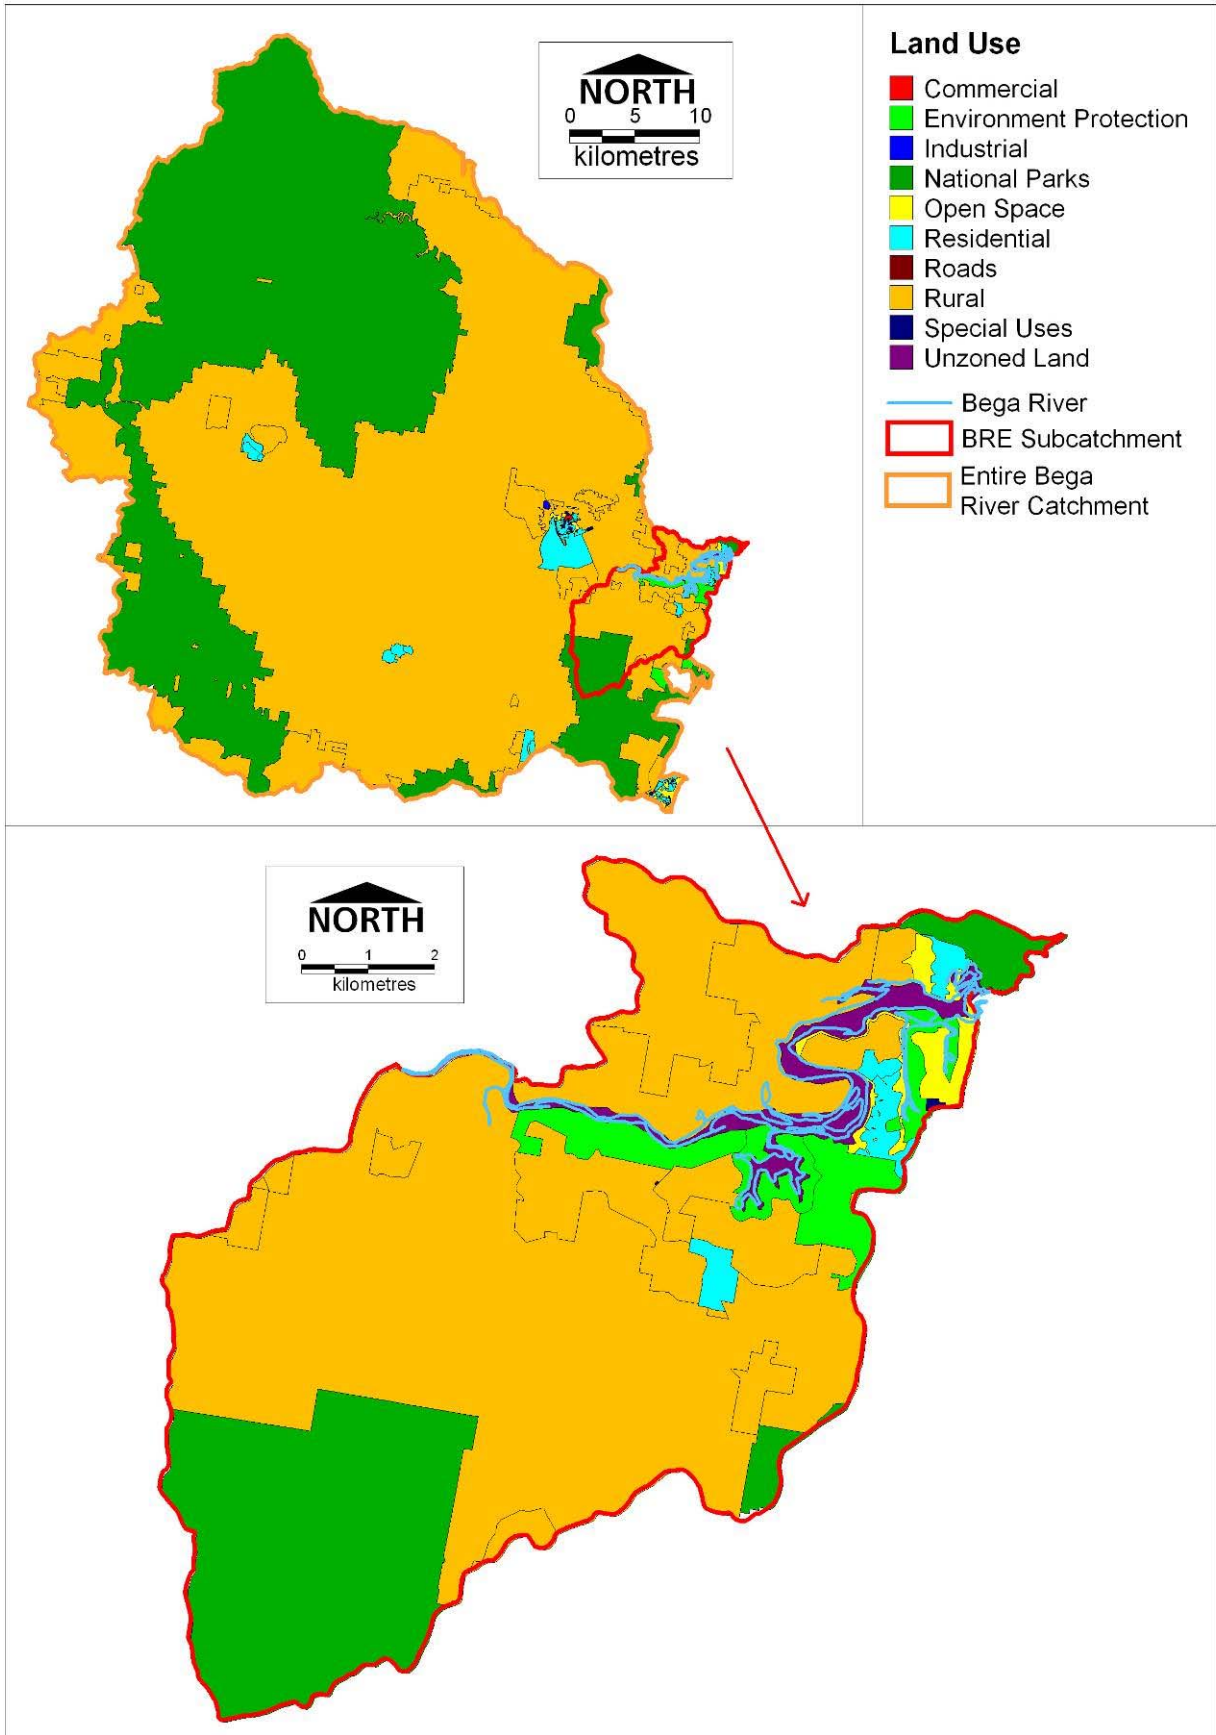 NORTH
0 5 10
kilometres
Land Use
Commercial
Environment Protection
Industrial
National Parks
Open Space
Residential
Roads
Rural
Special Uses
Unzoned Land
Bega River
BRE Subcatchment
Entire Bega
River Catchment
NORTH
0 1 2
kilometres